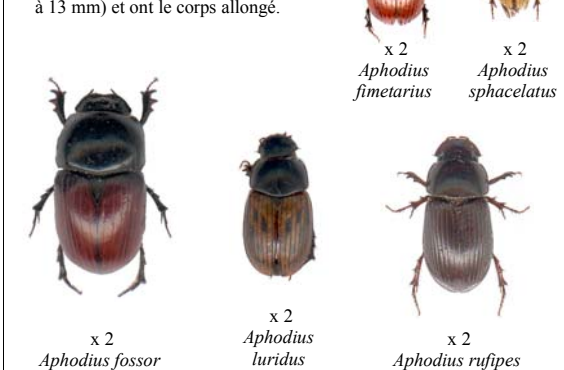 à 13 mm) et ont le corps allongé.
x 2
Aphodius
fimetarius
x 2
Aphodius
sphacelatus
x 2
Aphodius fossor
x 2
Aphodius
luridus
x 2
Aphodius rufipes